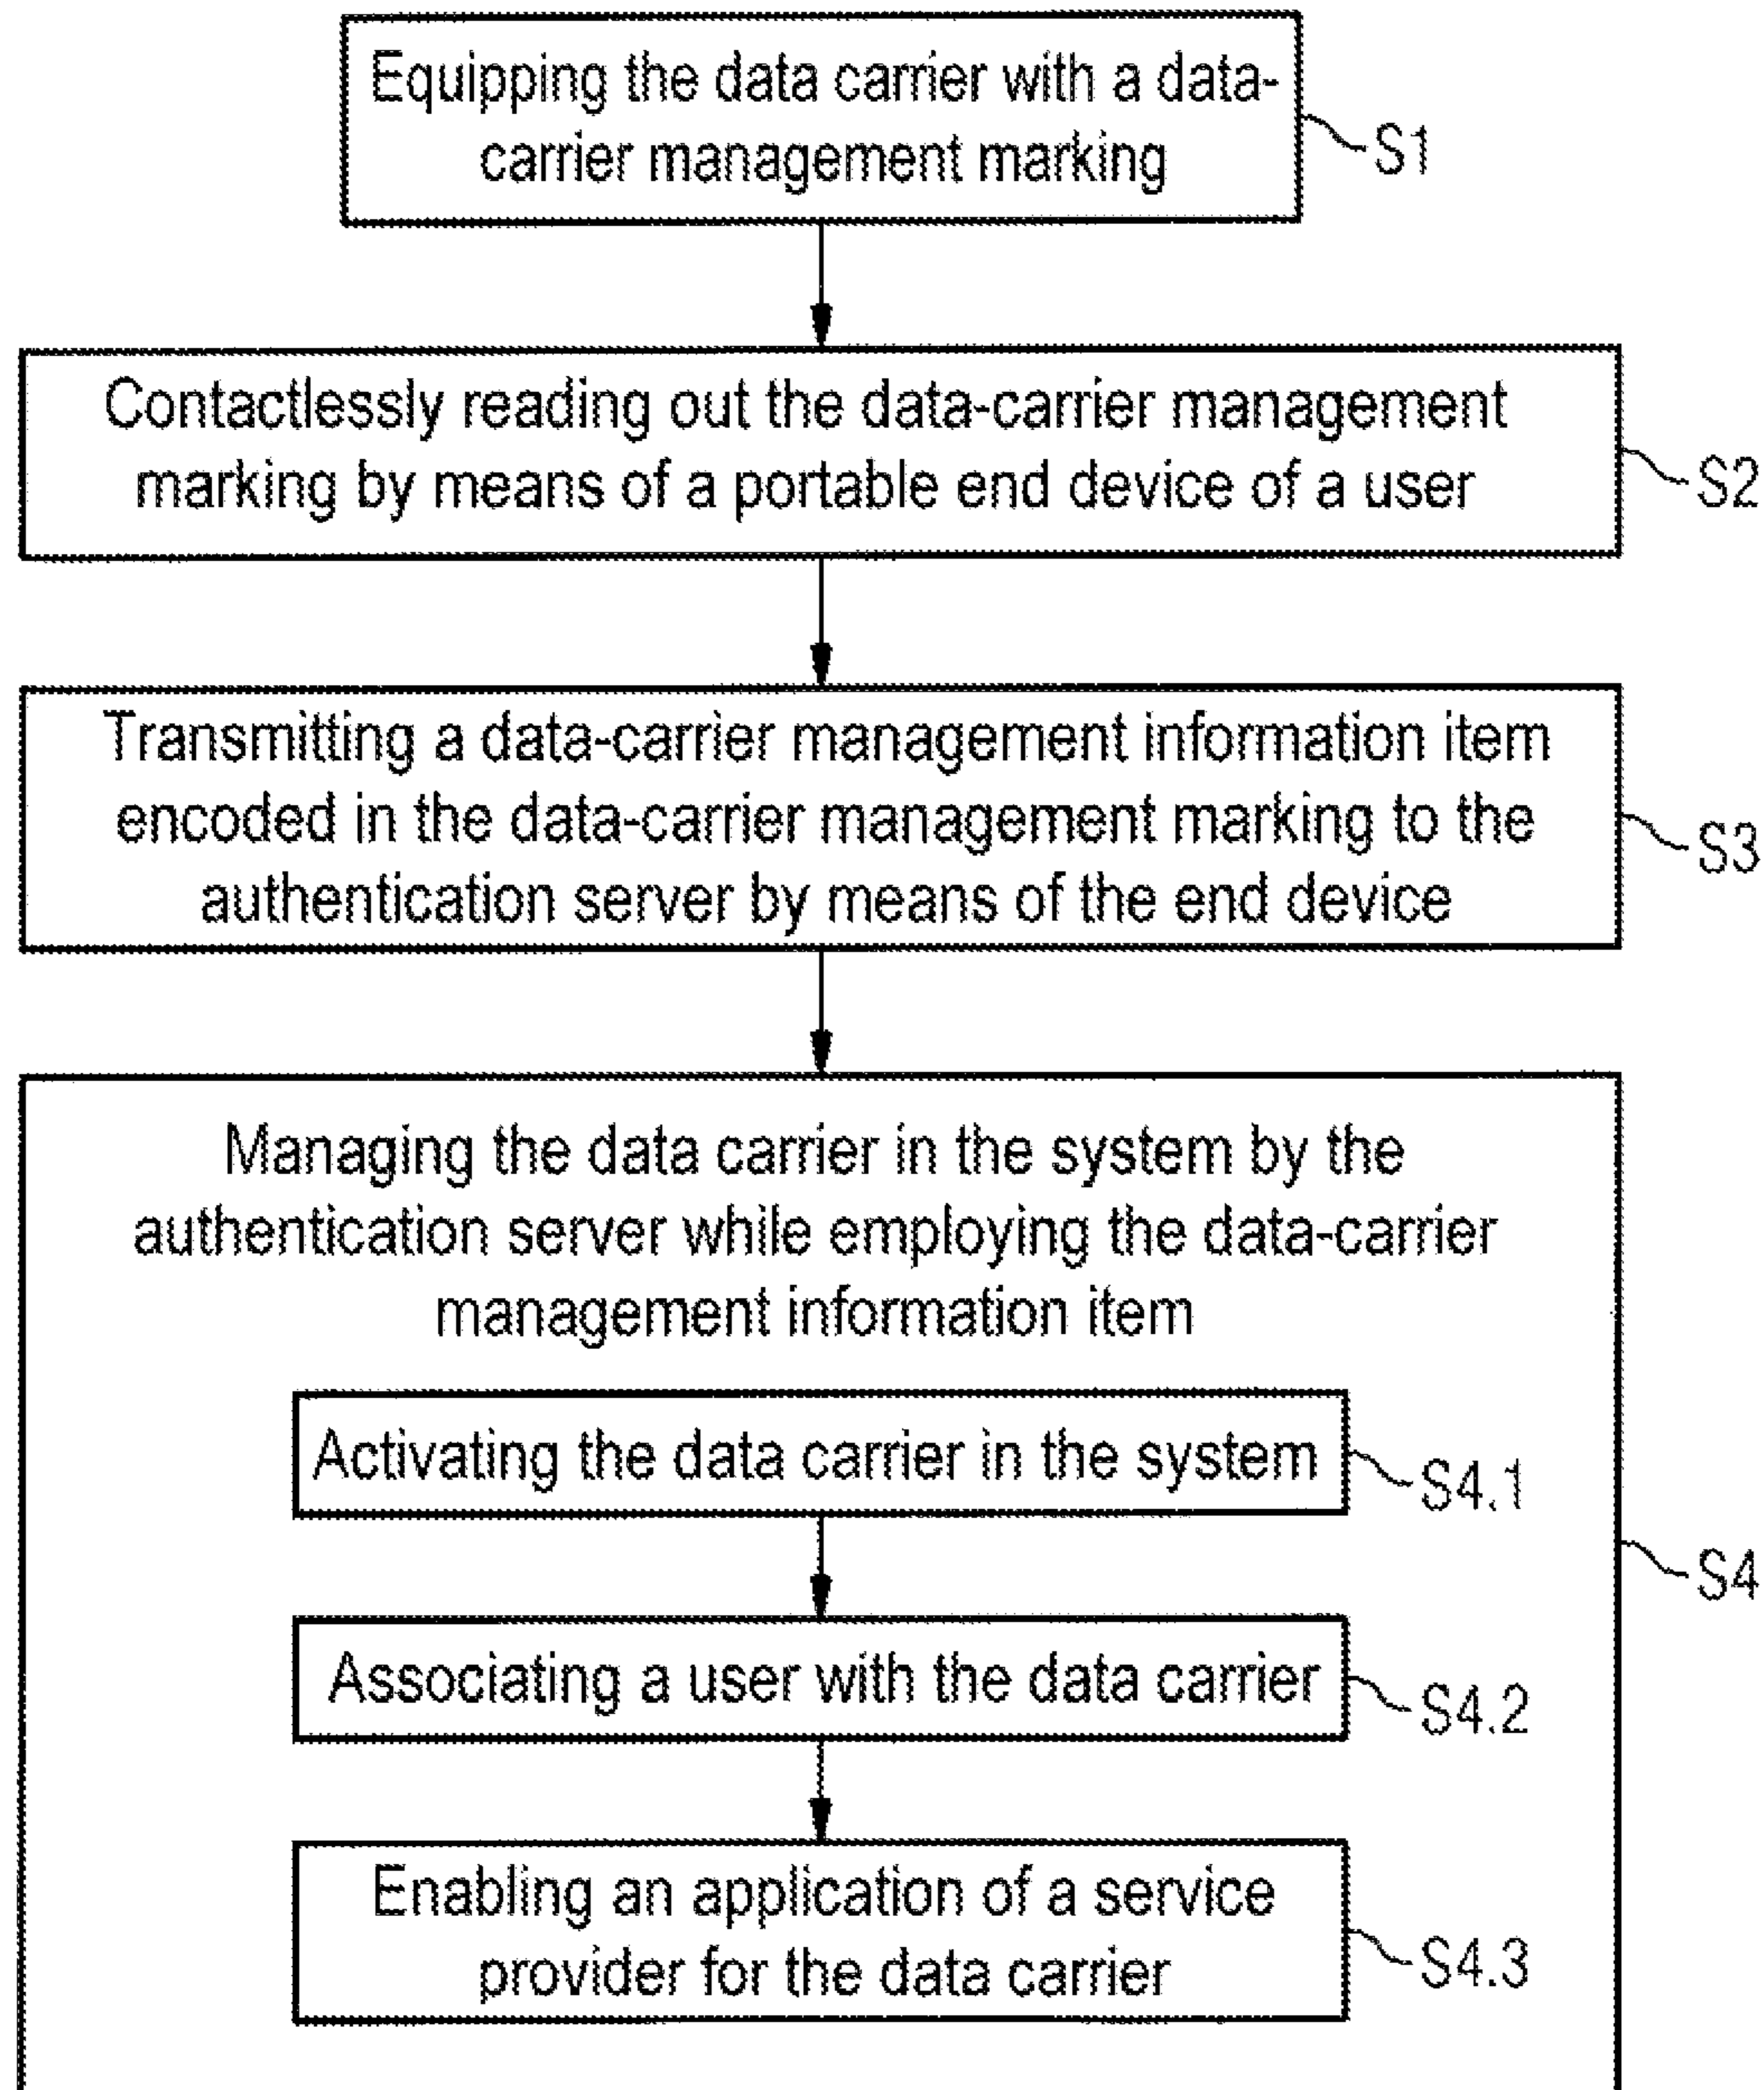 Equipping the data carrier with a data-
carrier management marking
S1
Contactlessly reading out the data-carrier management
marking by means of a portable end device of a user
S2
Transmitting a data-carrier management information item
encoded in the data-carrier management marking to the
authentication server by means of the end device
S3
Managing the data carrier in the system by the
authentication server while employing the data-carrier
management information item
Activating the data carrier in the system
S4.1
S4
Associating a user with the data carrier
S4.2
Enabling an application of a service
provider for the data carrier
S4.3